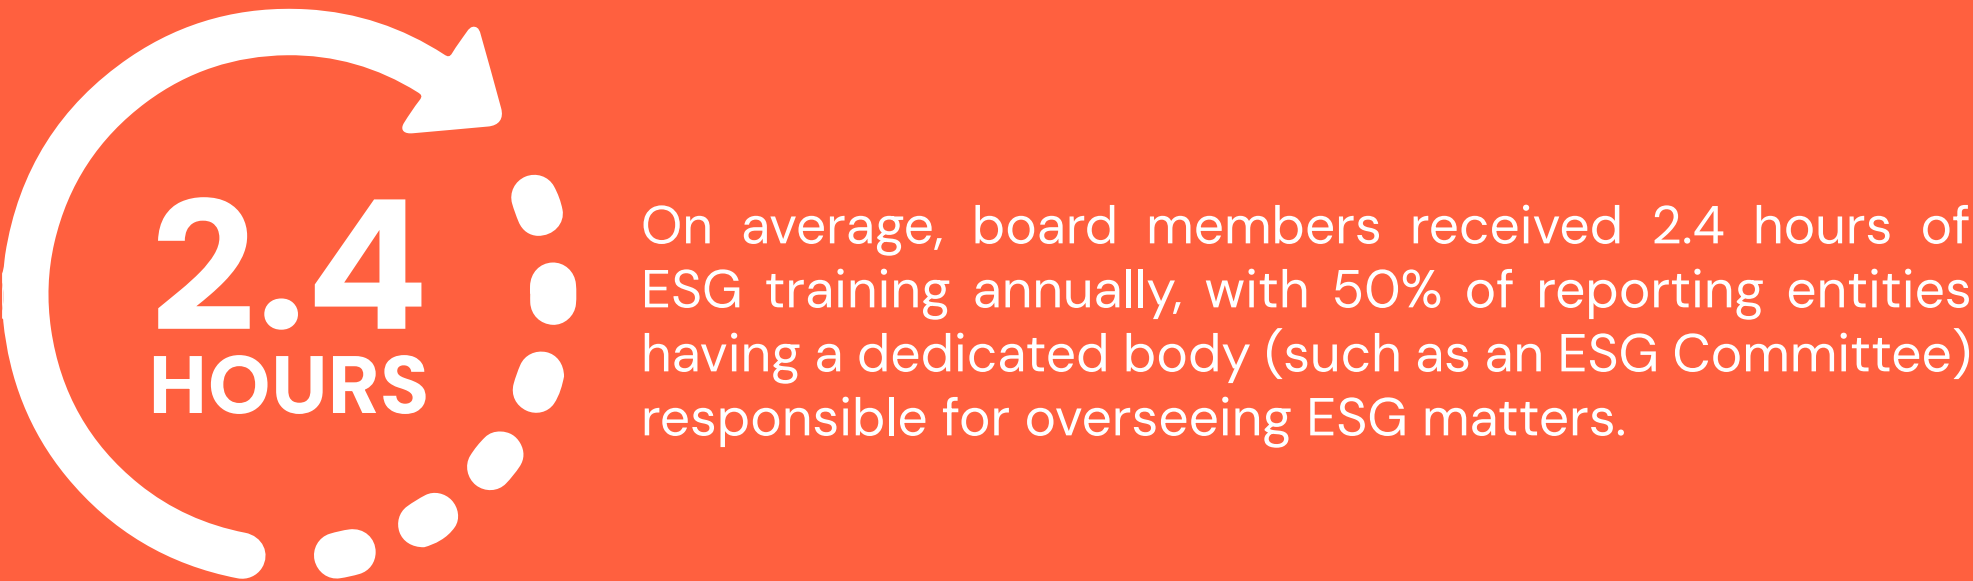 2.4
HOURS
On average, board members received 2.4 hours of
ESG training annually, with 50% of reporting entities
having a dedicated body (such as an ESG Committee)
responsible for overseeing ESG matters.